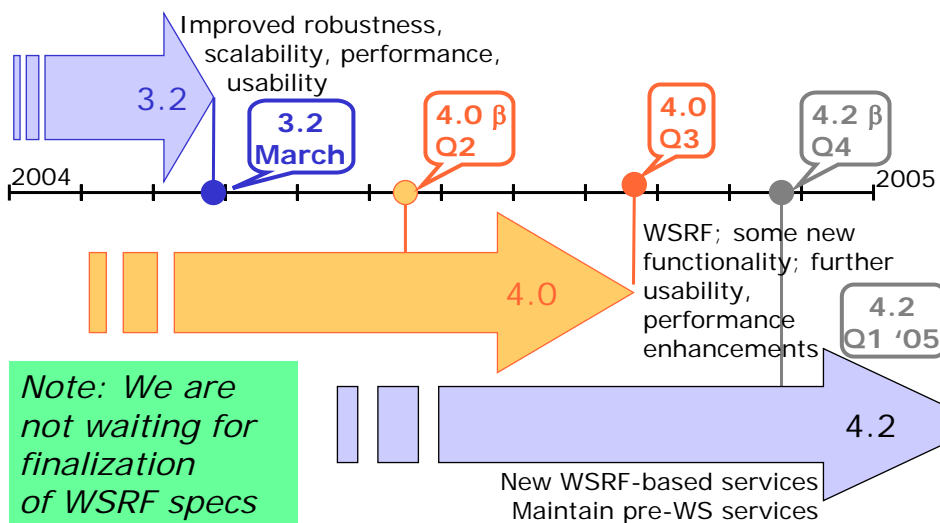 Improved robustness,
scalability, performance,
usability
3.2
3.2
March
4.0 β
Q2
4.0
Q3
4.2 β
Q4
2004
2005
WSRF; some new
functionality; further
usability,
performance
enhancements
4.0
4.2
Q1 ‘05
Note: We are
not waiting for
finalization
of WSRF specs
4.2
New WSRF-based services
Maintain pre-WS services